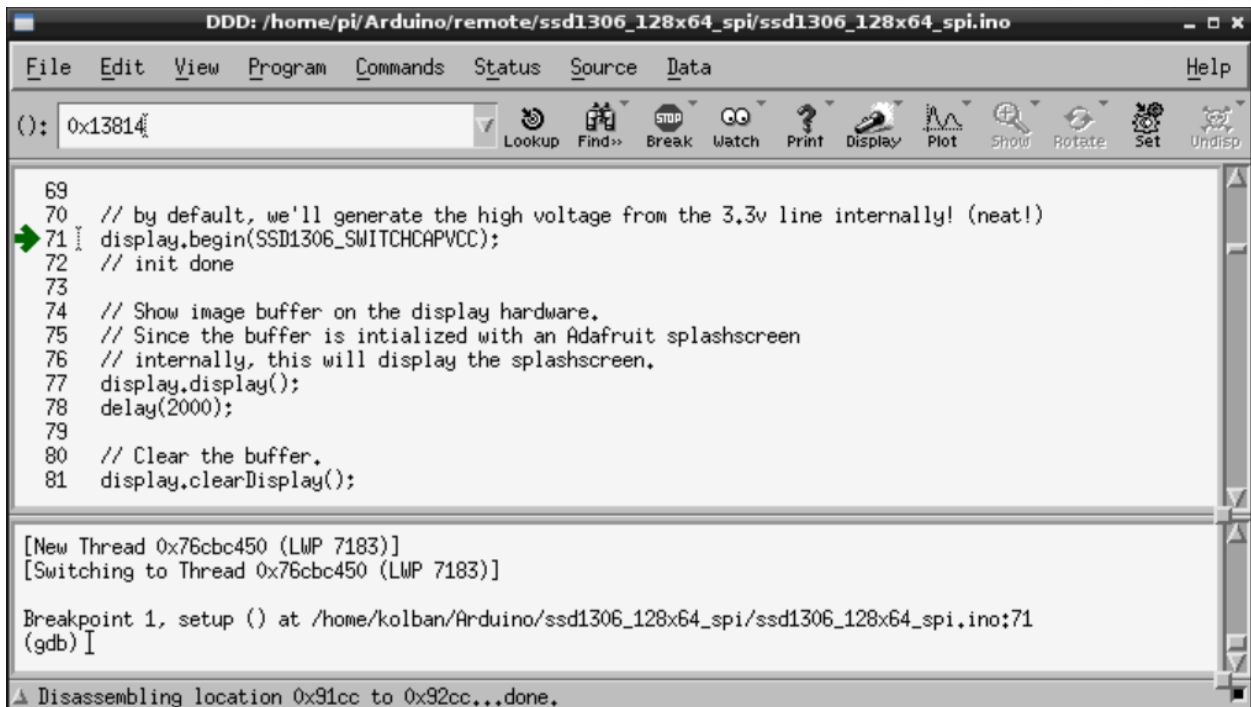 DDD: /home/pi/Arduino/remote/ssd1306_128x64_spi/ssd1306_128x64_spi.ino
File Edit View Program Commands Status Source Data Help
(): 0x13814
Lookup Find» Break Watch Print Display Plot Show Rotate Set Undisp
STOP
69
70 // by default, we'll generate the high voltage from the 3.3v line internally! (neat!)
71 display.begin(SSD1306_SWITCHCAPVCC);
72 // init done
73
74 // Show image buffer on the display hardware.
75 // Since the buffer is intialized with an Adafruit splashscreen
76 // internally, this will display the splashscreen.
77 display.display();
78 delay(2000);
79
80 // Clear the buffer.
81 display.clearDisplay();
[New Thread 0x76cbc450 (LWP 7183)]
[Switching to Thread 0x76cbc450 (LWP 7183)]
Breakpoint 1, setup () at /home/kolban/Arduino/ssd1306_128x64_spi/ssd1306_128x64_spi.ino:71
(gdb)
Disassembling location 0x91cc to 0x92cc...done.